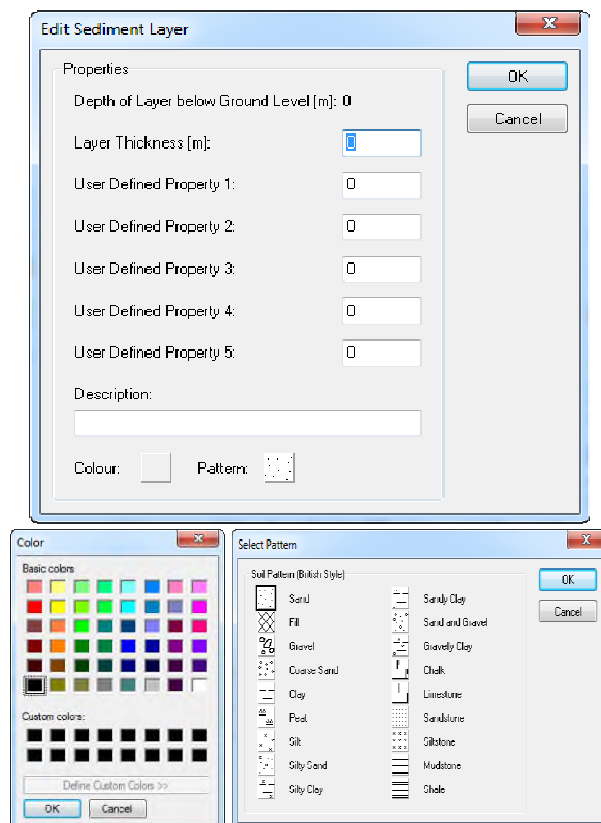 Edit Sediment Layer
x
Properties
OK
Depth of Layer below Ground Level [m]: 0
Cancel
Layer Thickness [m]: 0
User Defined Property 1: 0
User Defined Property 2: 0
User Defined Property 3: 0
User Defined Property 4: 0
User Defined Property 5: 0
Description:
Colour: Pattern:
Color
x
Basic colors
Custom colors:
Define Custom Colors >>
OK Cancel
Select Pattern
x
Soil Pattern (British Style)
OK
Cancel
Sand Sandy Clay
Fill Sand and Gravel
Gravel Gravelly Clay
Coarse Sand Chalk
Clay Limestone
Peat Sandstone
Silt Siltstone
Silty Sand Mudstone
Silty Clay Shale